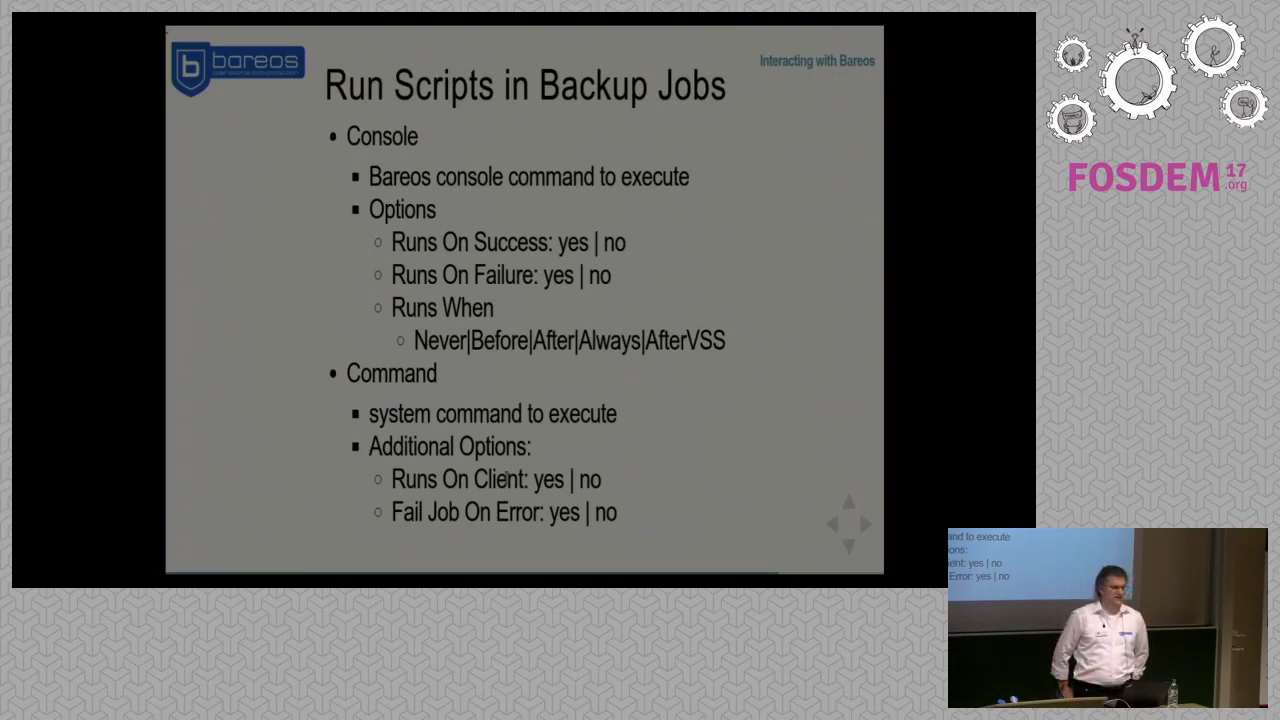 bareos
Interacting with Bareos
Run Scripts in Backup Jobs
• Console
▪ Bareos console command to execute
▪ Options
○ Runs On Success: yes | no
○ Runs On Failure: yes | no
○ Runs When
○ Never|Before|After|Always|AfterVSS
• Command
▪ system command to execute
▪ Additional Options:
○ Runs On Client: yes | no
○ Fail Job On Error: yes | no
FOSDEM 17
.org
and to execute
ons:
ent: yes | no
Error: yes | no